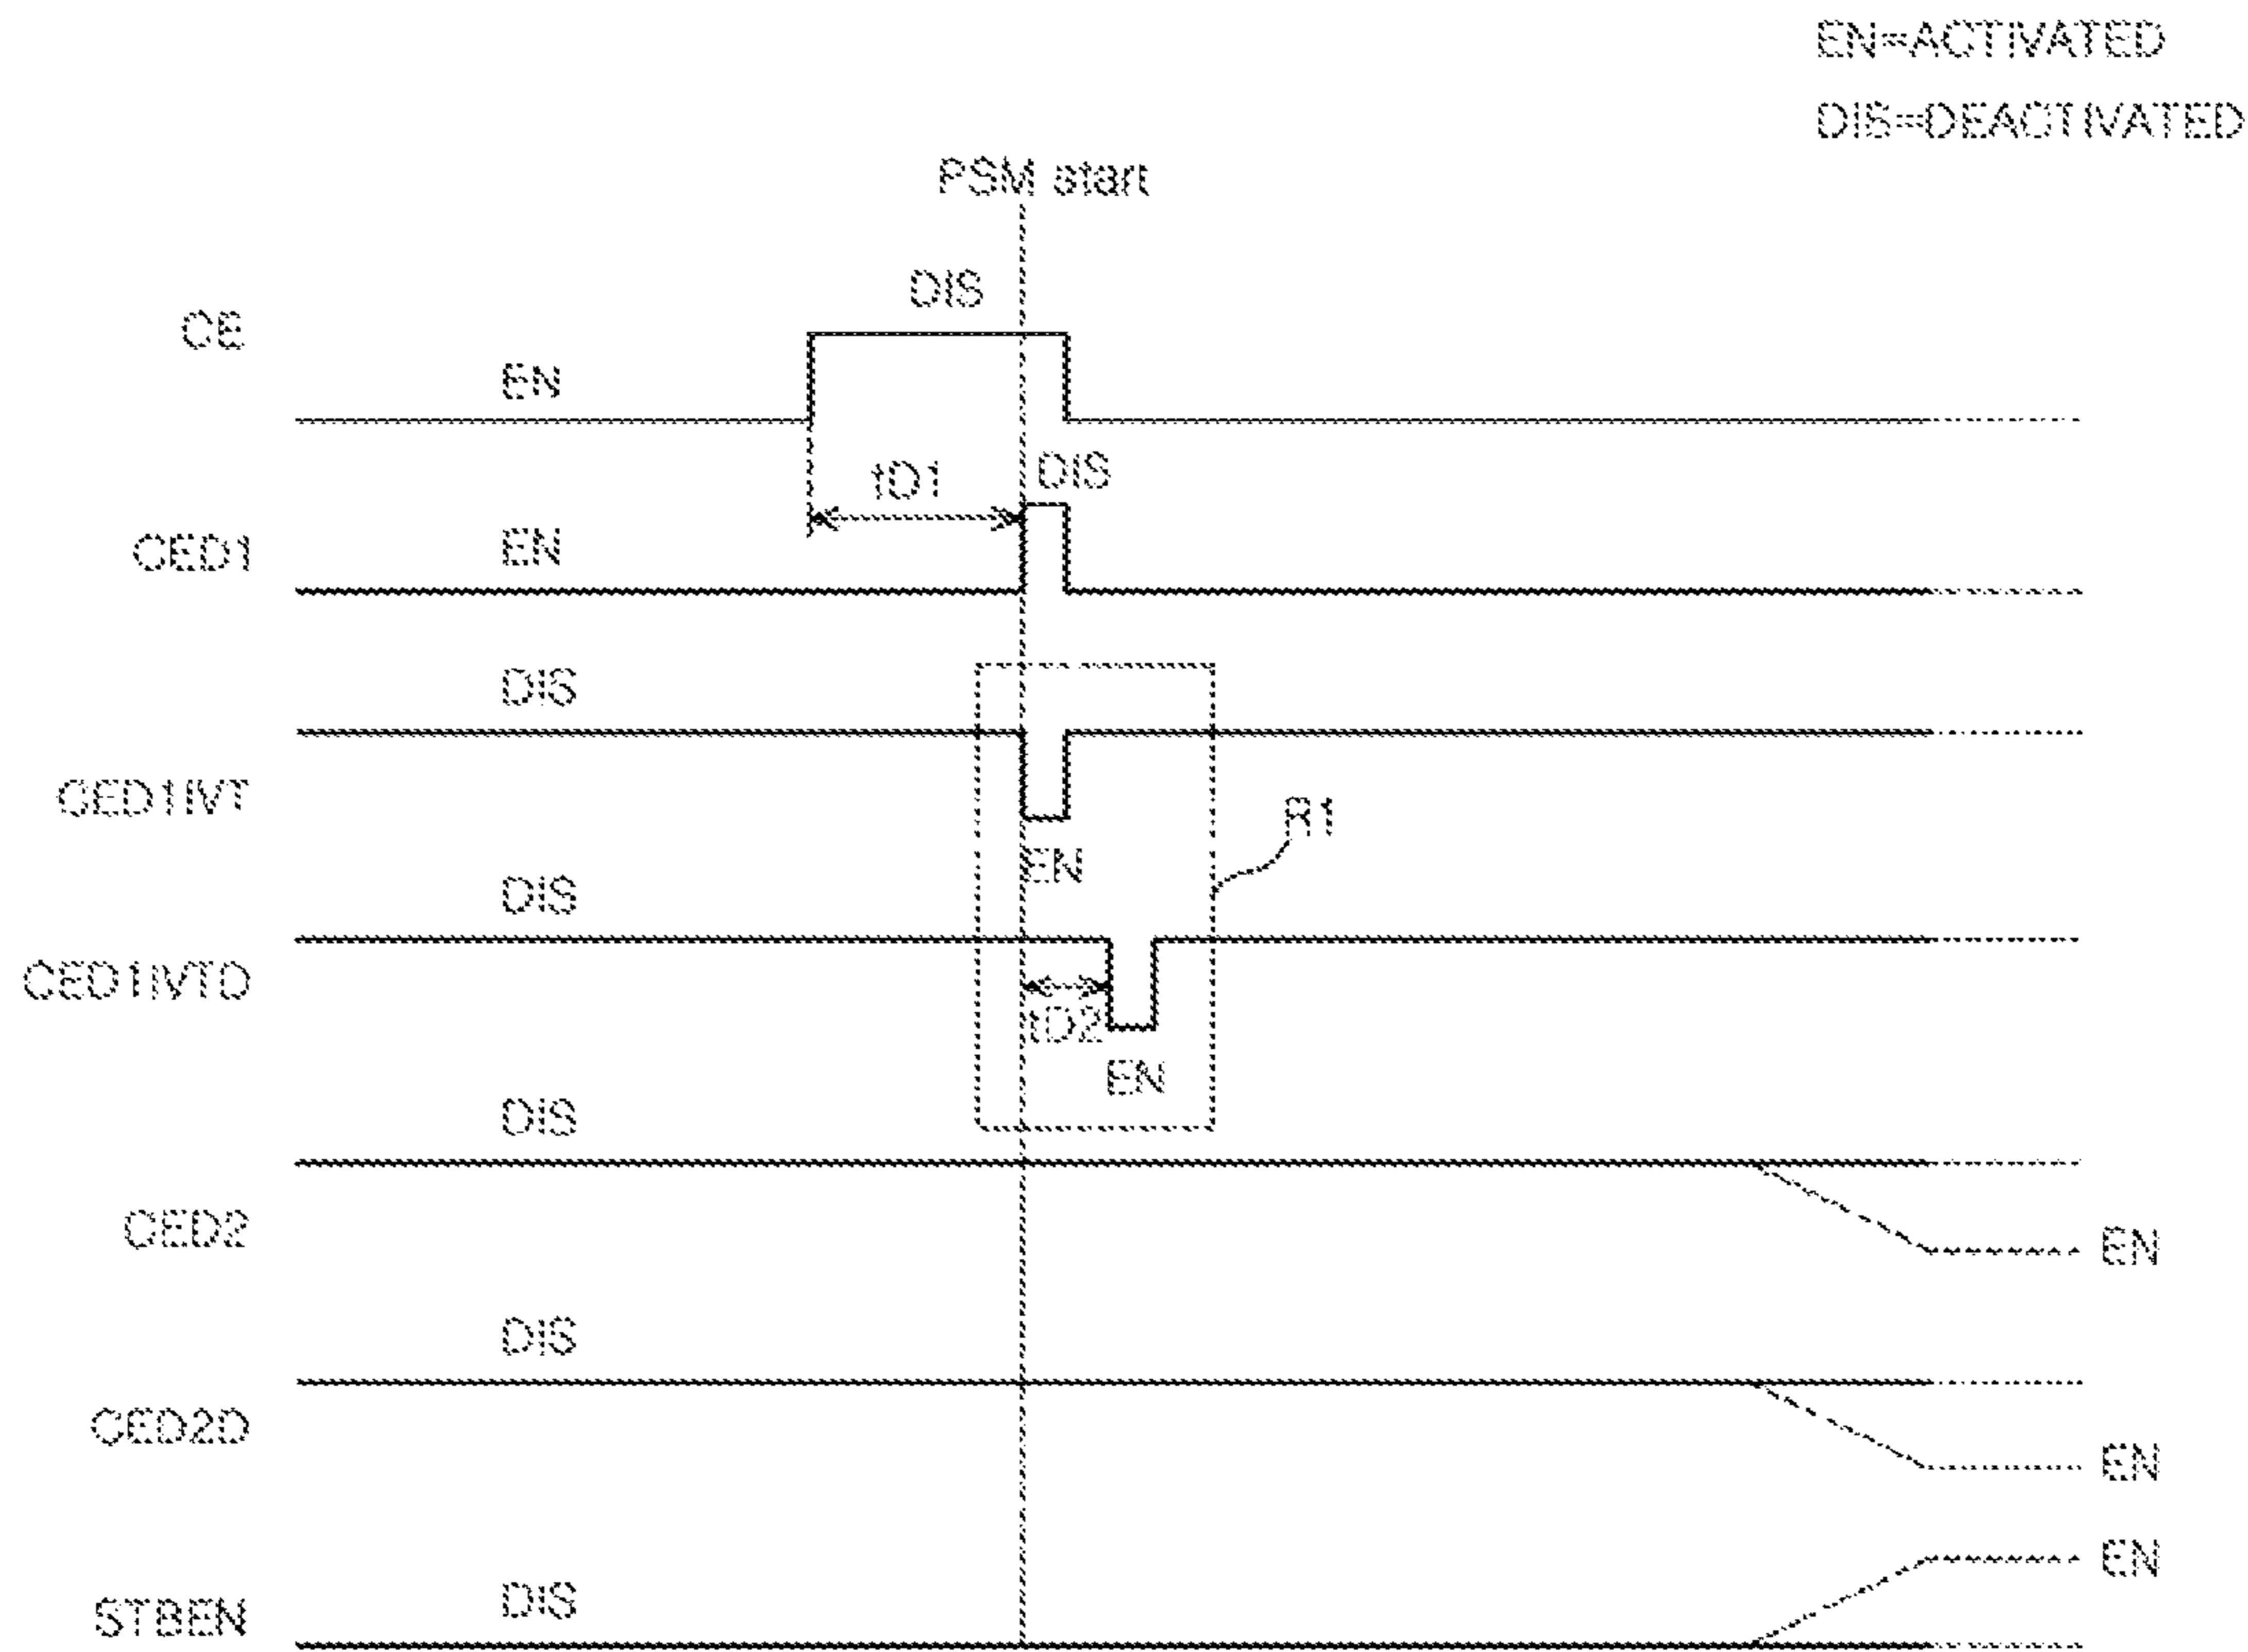 EN=ACTIVATED
DIS=DEACTIVATED
PSM start
DIS
CE
EN
DIS
tD1
CED1
EN
DIS
CED1IVT
R1
EN
DIS
CED1IVTD
tD2
EN
DIS
CED2
EN
DIS
CED2D
EN
EN
STBEN
DIS